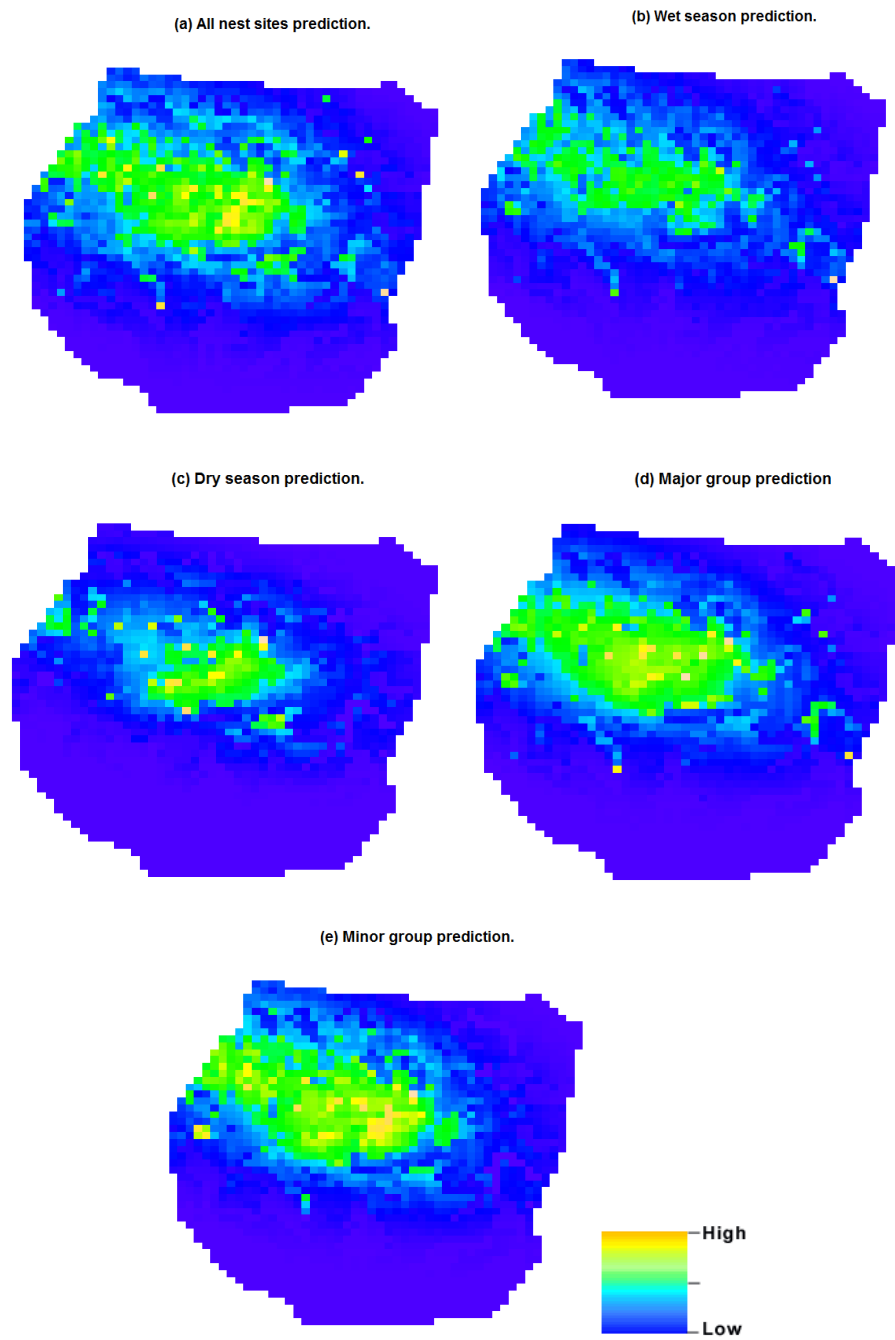 (a) All nest sites prediction.
(b) Wet season prediction.
(c) Dry season prediction.
(d) Major group prediction
(e) Minor group prediction.
High
Low